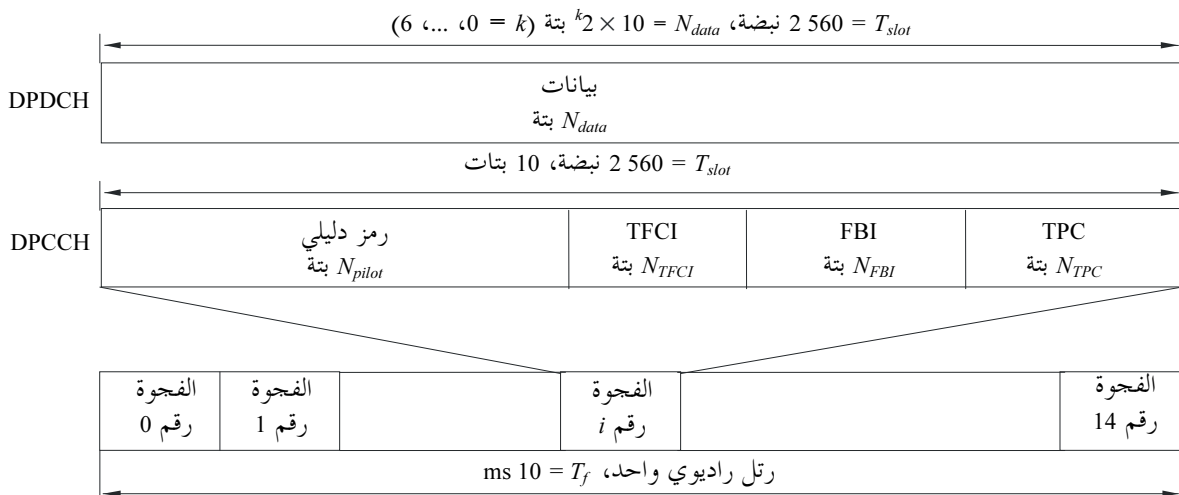 2 560 = T_slot نبضة، N_data = 10 × 2^k بتة (k = 0، ...، 6)
DPDCH
بيانات
N_data بتة
2 560 = T_slot نبضة، 10 بتات
DPCCH
رمز دليلي
N_pilot بتة
TFCI
N_TFCI بتة
FBI
N_FBI بتة
TPC
N_TPC بتة
الفجوة
رقم 0
الفجوة
رقم 1
الفجوة
رقم i
الفجوة
رقم 14
رتل راديوي واحد، ms 10 = T_f